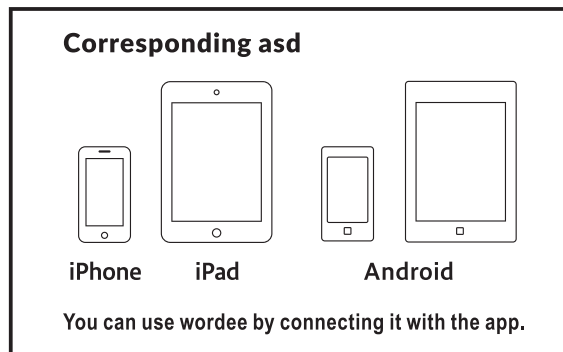 Corresponding asd
iPhone iPad Android
You can use wordee by connecting it with the app.